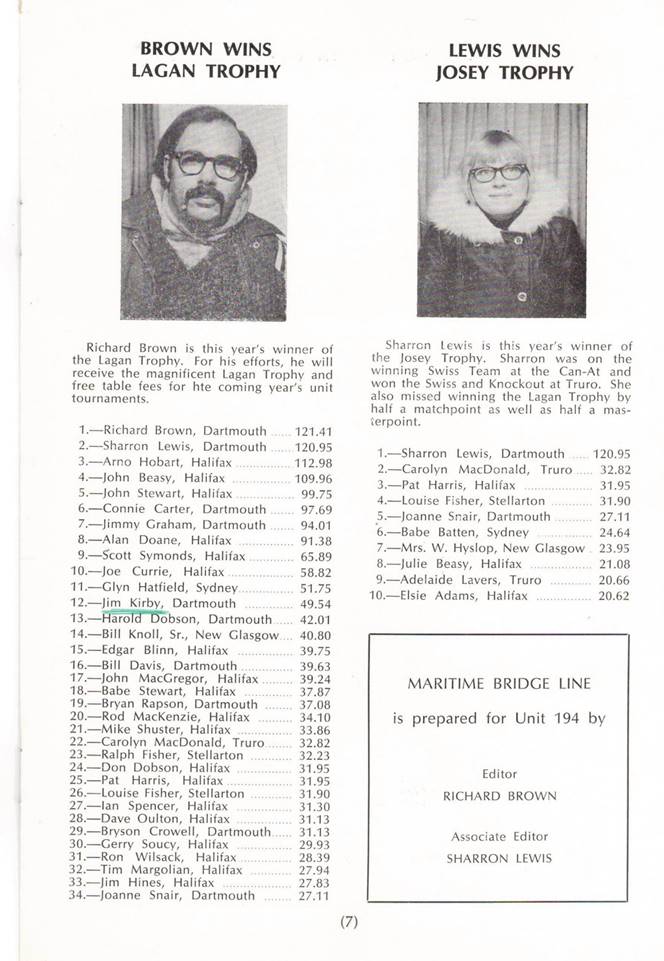 BROWN WINS
LAGAN TROPHY
Richard Brown is this year's winner of
the Lagan Trophy. For his efforts, he will
receive the magnificent Lagan Trophy and
free table fees for hte coming year's unit
tournaments.
1.—Richard Brown, Dartmouth ...... 121.41
2.—Sharron Lewis, Dartmouth ...... 120.95
3.—Arno Hobart, Halifax ............... 112.98
4.—John Beasy, Halifax ............... 109.96
5.—John Stewart, Halifax ............... 99.75
6.—Connie Carter, Dartmouth ...... 97.69
7.—Jimmy Graham, Dartmouth ...... 94.01
8.—Alan Doane, Halifax ............... 91.38
9.—Scott Symonds, Halifax ............ 65.89
10.—Joe Currie, Halifax ............... 58.82
11.—Glyn Hatfield, Sydney ............ 51.75
12.—Jim Kirby, Dartmouth ............ 49.54
13.—Harold Dobson, Dartmouth ...... 42.01
14.—Bill Knoll, Sr., New Glasgow .... 40.80
15.—Edgar Blinn, Halifax ............... 39.75
16.—Bill Davis, Dartmouth ............ 39.63
17.—John MacGregor, Halifax ......... 39.24
18.—Babe Stewart, Halifax ............ 37.87
19.—Bryan Rapson, Dartmouth ...... 37.08
20.—Rod MacKenzie, Halifax ......... 34.10
21.—Mike Shuster, Halifax ............ 33.86
22.—Carolyn MacDonald, Truro ...... 32.82
23.—Ralph Fisher, Stellarton ......... 32.23
24.—Don Dobson, Halifax ............ 31.95
25.—Pat Harris, Halifax ............... 31.95
26.—Louise Fisher, Stellarton ......... 31.90
27.—Ian Spencer, Halifax ............... 31.30
28.—Dave Oulton, Halifax ............ 31.13
29.—Bryson Crowell, Dartmouth ...... 31.13
30.—Gerry Soucy, Halifax ............ 29.93
31.—Ron Wilsack, Halifax ............... 28.39
32.—Tim Margolian, Halifax ............ 27.94
33.—Jim Hines, Halifax ............... 27.83
34.—Joanne Snair, Dartmouth ........ 27.11
LEWIS WINS
JOSEY TROPHY
Sharron Lewis is this year's winner of
the Josey Trophy. Sharron was on the
winning Swiss Team at the Can-At and
won the Swiss and Knockout at Truro. She
also missed winning the Lagan Trophy by
half a matchpoint as well as half a mas-
terpoint.
1.—Sharron Lewis, Dartmouth ..... 120.95
2.—Carolyn MacDonald, Truro ..... 32.82
3.—Pat Harris, Halifax ............... 31.95
4.—Louise Fisher, Stellarton ......... 31.90
5.—Joanne Snair, Dartmouth ......... 27.11
6.—Babe Batten, Sydney ............ 24.64
7.—Mrs. W. Hyslop, New Glasgow . 23.95
8.—Julie Beasy, Halifax ............... 21.08
9.—Adelaide Lavers, Truro ............ 20.66
10.—Elsie Adams, Halifax ............... 20.62
MARITIME BRIDGE LINE
is prepared for Unit 194 by
Editor
RICHARD BROWN
Associate Editor
SHARRON LEWIS
(7)